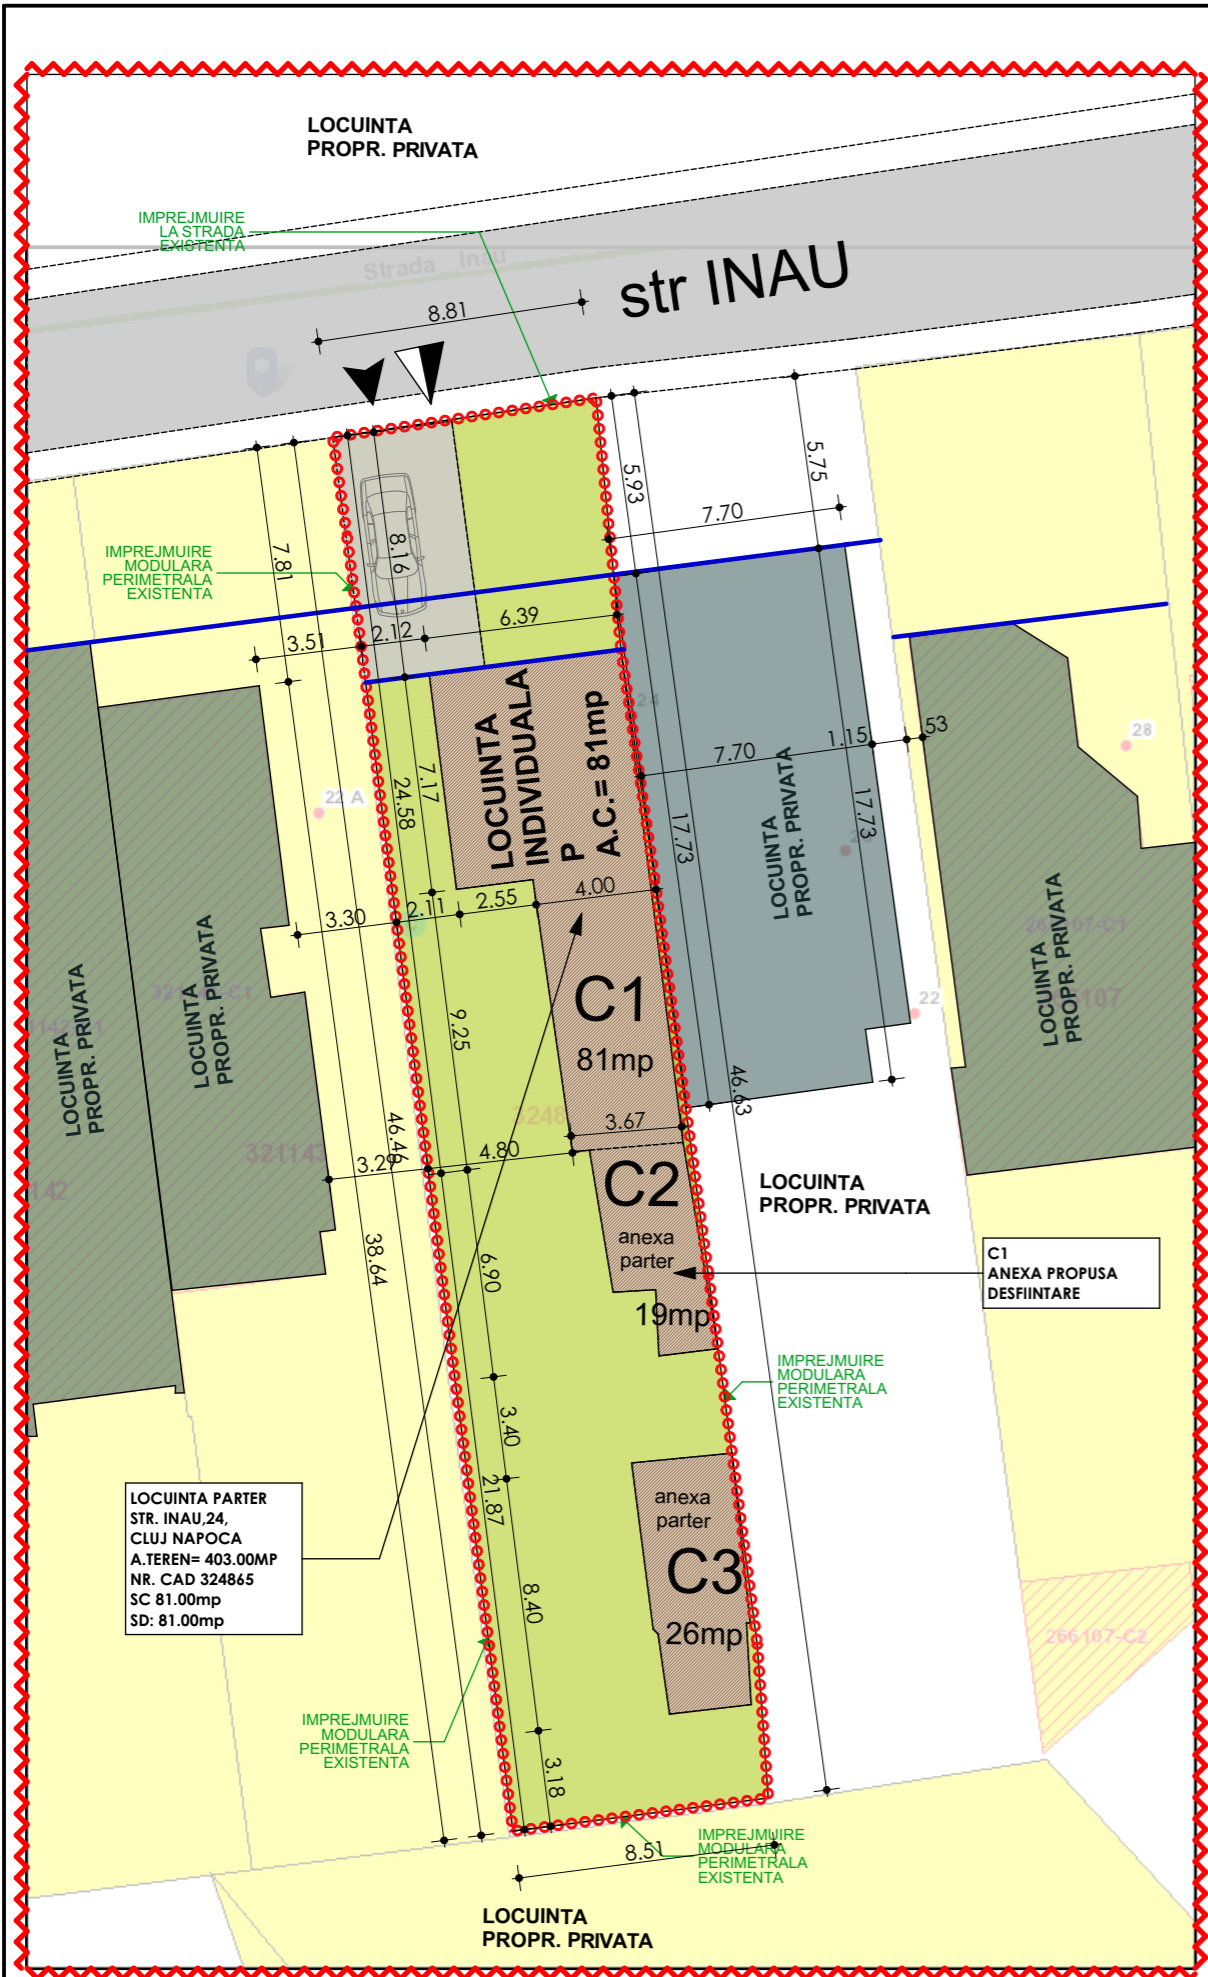 LOCUINTA
PROPR. PRIVATA
IMPREJMUIRE
LA STRADA
EXISTENTA
Strada Inau
str INAU
8.81
5.93
5.75
7.70
7.81
8.16
IMPREJMUIRE
MODULARA
PERIMETRALA
EXISTENTA
3.51
2.12
6.39
LOCUINTA
INDIVIDUALA
P
A.C.= 81mp
24
7.70
1.15
.53
28
22 A
7.17
24.58
17.73
17.73
LOCUINTA
PROPR. PRIVATA
3.30
2.11
2.55
4.00
LOCUINTA
PROPR. PRIVATA
LOCUINTA
PROPR. PRIVATA
LOCUINTA
PROPR. PRIVATA
22
C1
81mp
9.25
46.63
46.46
3.67
321143
142
3.29
4.80
C2
anexa
parter
19mp
LOCUINTA
PROPR. PRIVATA
C1
ANEXA PROPUSA
DESFIINTARE
38.64
6.90
IMPREJMUIRE
MODULARA
PERIMETRALA
EXISTENTA
3.40
21.87
LOCUINTA PARTER
STR. INAU,24,
CLUJ NAPOCA
A.TEREN= 403.00MP
NR. CAD 324865
SC 81.00mp
SD: 81.00mp
anexa
parter
C3
26mp
8.40
266107-C2
IMPREJMUIRE
MODULARA
PERIMETRALA
EXISTENTA
3.18
8.51
IMPREJMUIRE
MODULARA
PERIMETRALA
EXISTENTA
LOCUINTA
PROPR. PRIVATA